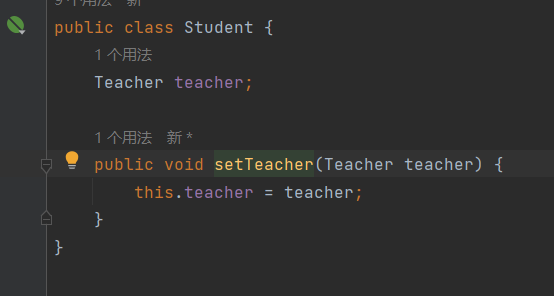 9个用法 新*
public class Student {
1 个用法
Teacher teacher;
1 个用法 新 *
public void setTeacher(Teacher teacher) {
this.teacher = teacher;
}
}